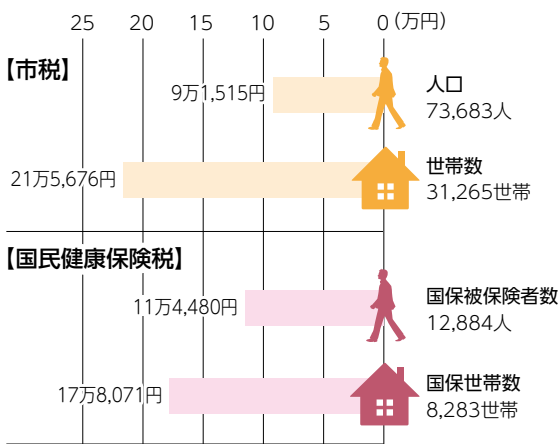 25 20 15 10 5 0 (万円)
【市税】
9万1,515円
人口
73,683人
21万5,676円
世帯数
31,265世帯
【国民健康保険税】
11万4,480円
国保被保険者数
12,884人
17万8,071円
国保世帯数
8,283世帯